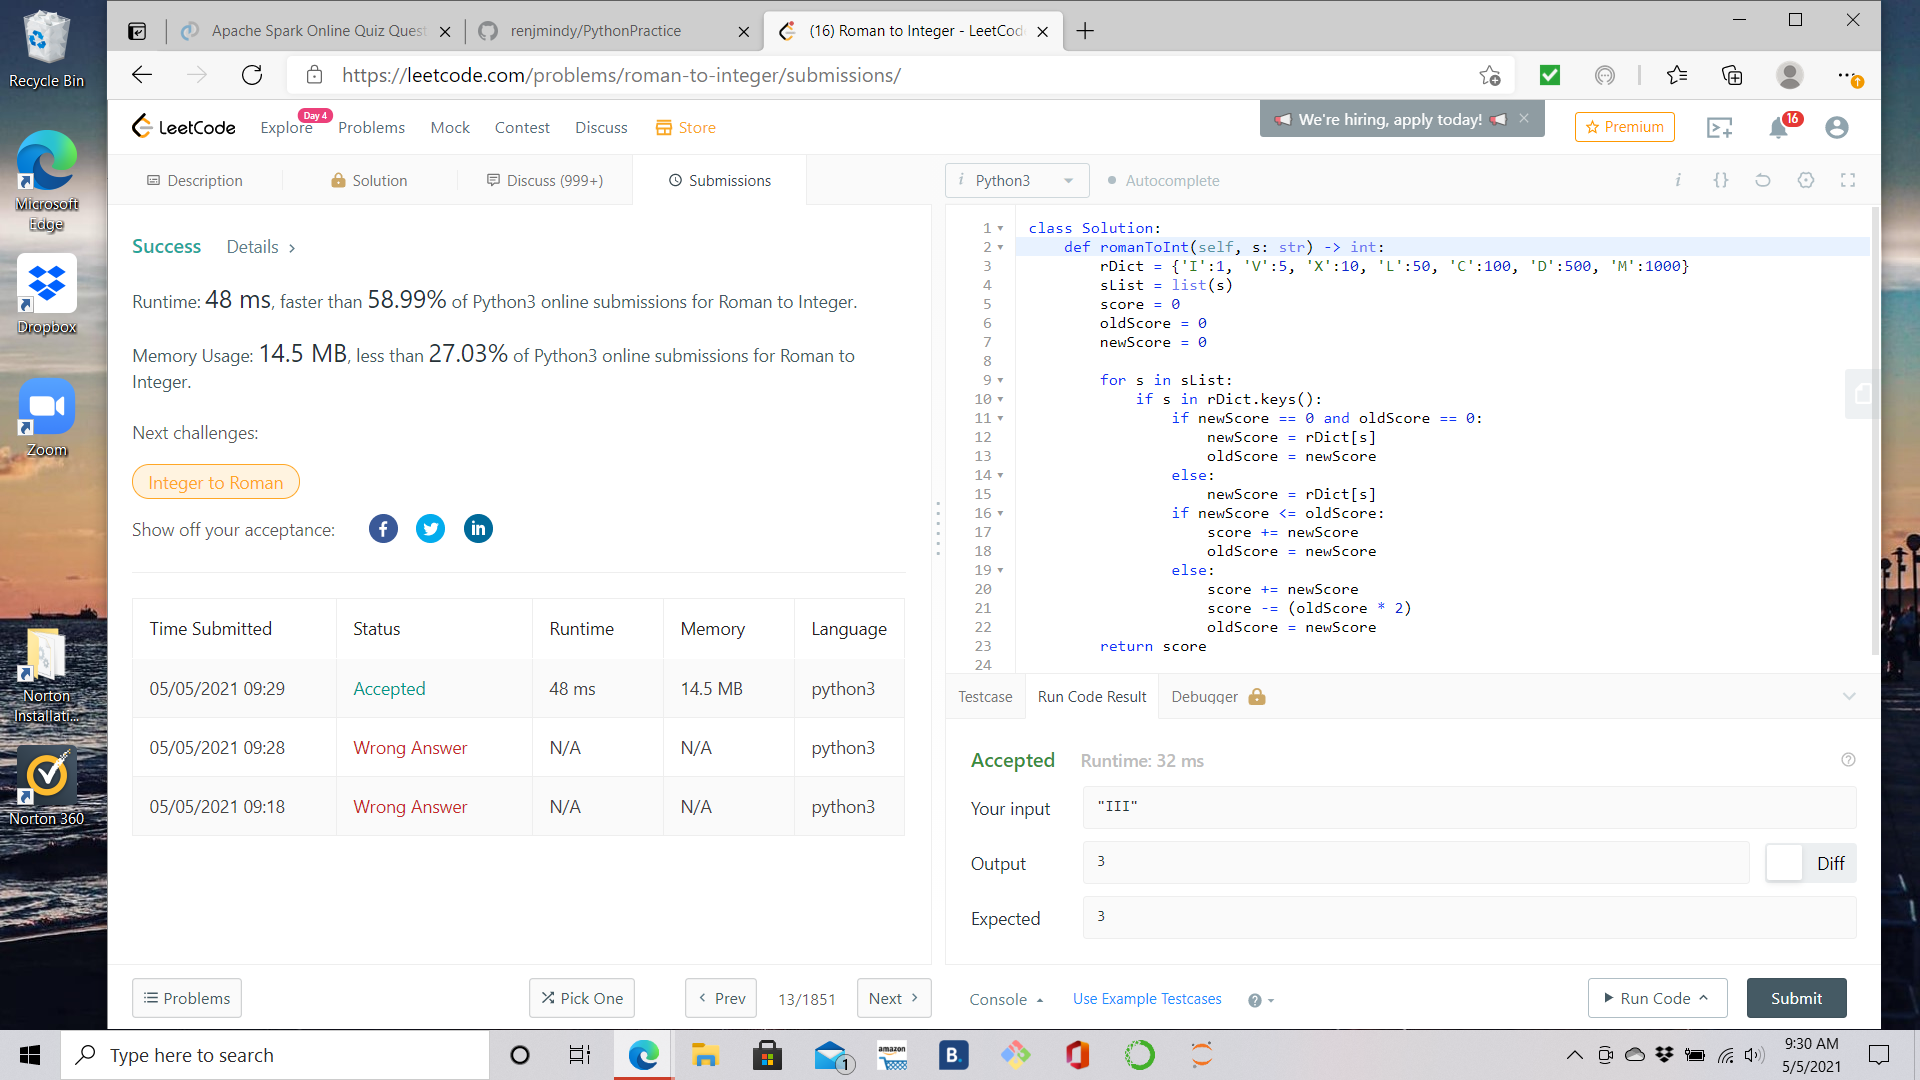 Recycle Bin
Microsoft Edge
Dropbox
Zoom
Norton Installati...
Norton 360
Apache Spark Online Quiz Quest
renjmindy/PythonPractice
(16) Roman to Integer - LeetCod
https://leetcode.com/problems/roman-to-integer/submissions/
LeetCode
Explore
Day 4
Problems
Mock
Contest
Discuss
Store
We're hiring, apply today!
Premium
16
Description
Solution
Discuss (999+)
Submissions
Success
Details
Runtime: 48 ms, faster than 58.99% of Python3 online submissions for Roman to Integer.
Memory Usage: 14.5 MB, less than 27.03% of Python3 online submissions for Roman to
Integer.
Next challenges:
Integer to Roman
Show off your acceptance:
Time Submitted Status Runtime Memory Language
05/05/2021 09:29 Accepted 48 ms 14.5 MB python3
05/05/2021 09:28 Wrong Answer N/A N/A python3
05/05/2021 09:18 Wrong Answer N/A N/A python3
Problems
Pick One
Prev
13/1851
Next
i Python3
Autocomplete
i {}
1 class Solution:
2     def romanToInt(self, s: str) -> int:
3         rDict = {'I':1, 'V':5, 'X':10, 'L':50, 'C':100, 'D':500, 'M':1000}
4         sList = list(s)
5         score = 0
6         oldScore = 0
7         newScore = 0
8
9         for s in sList:
10             if s in rDict.keys():
11                 if newScore == 0 and oldScore == 0:
12                     newScore = rDict[s]
13                     oldScore = newScore
14                 else:
15                     newScore = rDict[s]
16                 if newScore <= oldScore:
17                     score += newScore
18                     oldScore = newScore
19                 else:
20                     score += newScore
21                     score -= (oldScore * 2)
22                     oldScore = newScore
23         return score
24
Testcase
Run Code Result
Debugger
Accepted
Runtime: 32 ms
Your input
"III"
Output
3
Diff
Expected
3
Console
Use Example Testcases
Run Code
Submit
Type here to search
1
amazon
B.
9:30 AM
5/5/2021